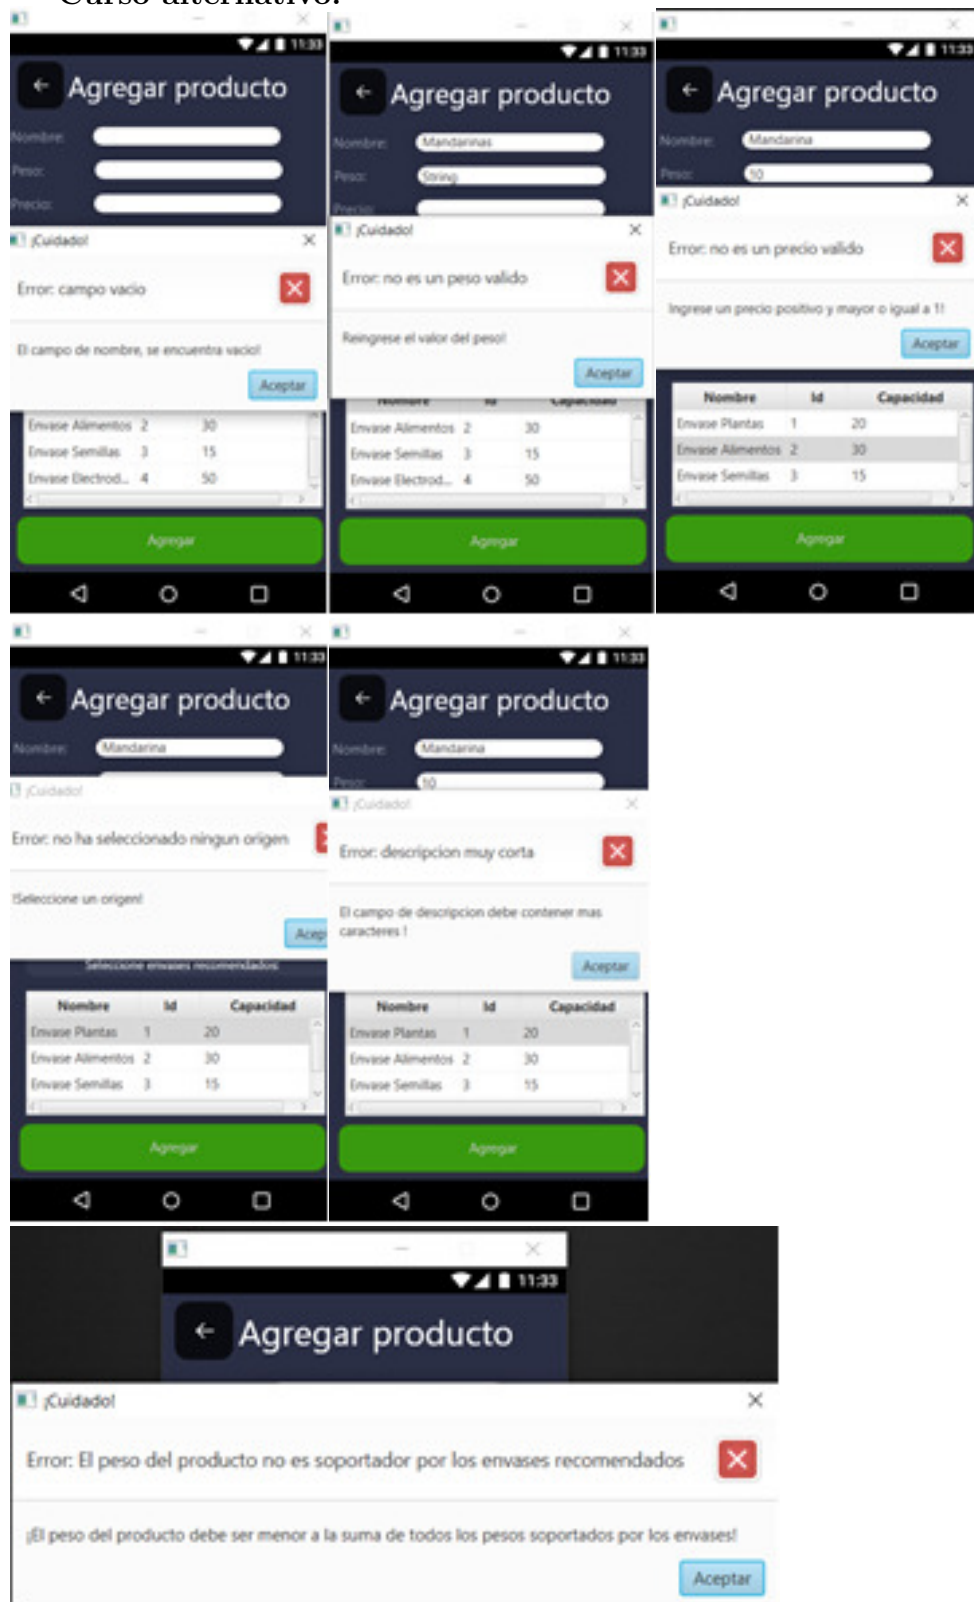 Curso alternativo:
11:33
Agregar producto
Nombre:
Peso:
Precio:
¡Cuidado!
Error: campo vacio
El campo de nombre, se encuentra vacio!
Aceptar
Envase Alimentos 2 30
Envase Semillas 3 15
Envase Electrod... 4 50
Agregar
11:33
Agregar producto
Nombre: Mandarinas
Peso: String
Precio:
¡Cuidado!
Error: no es un peso valido
Reingrese el valor del peso!
Aceptar
Nombre Id Capacidad
Envase Alimentos 2 30
Envase Semillas 3 15
Envase Electrod... 4 50
Agregar
11:33
Agregar producto
Nombre: Mandarina
Peso: 10
¡Cuidado!
Error: no es un precio valido
Ingrese un precio positivo y mayor o igual a 1!
Aceptar
Nombre Id Capacidad
Envase Plantas 1 20
Envase Alimentos 2 30
Envase Semillas 3 15
Agregar
11:33
Agregar producto
Nombre: Mandarina
¡Cuidado!
Error: no ha seleccionado ningun origen
!Seleccione un origen!
Acep
Seleccione envases recomendados
Nombre Id Capacidad
Envase Plantas 1 20
Envase Alimentos 2 30
Envase Semillas 3 15
Agregar
11:33
Agregar producto
Nombre: Mandarina
Peso: 10
¡Cuidado!
Error: descripcion muy corta
El campo de descripcion debe contener mas
caracteres !
Aceptar
Nombre Id Capacidad
Envase Plantas 1 20
Envase Alimentos 2 30
Envase Semillas 3 15
Agregar
11:33
Agregar producto
¡Cuidado!
Error: El peso del producto no es soportador por los envases recomendados
¡El peso del producto debe ser menor a la suma de todos los pesos soportados por los envases!
Aceptar